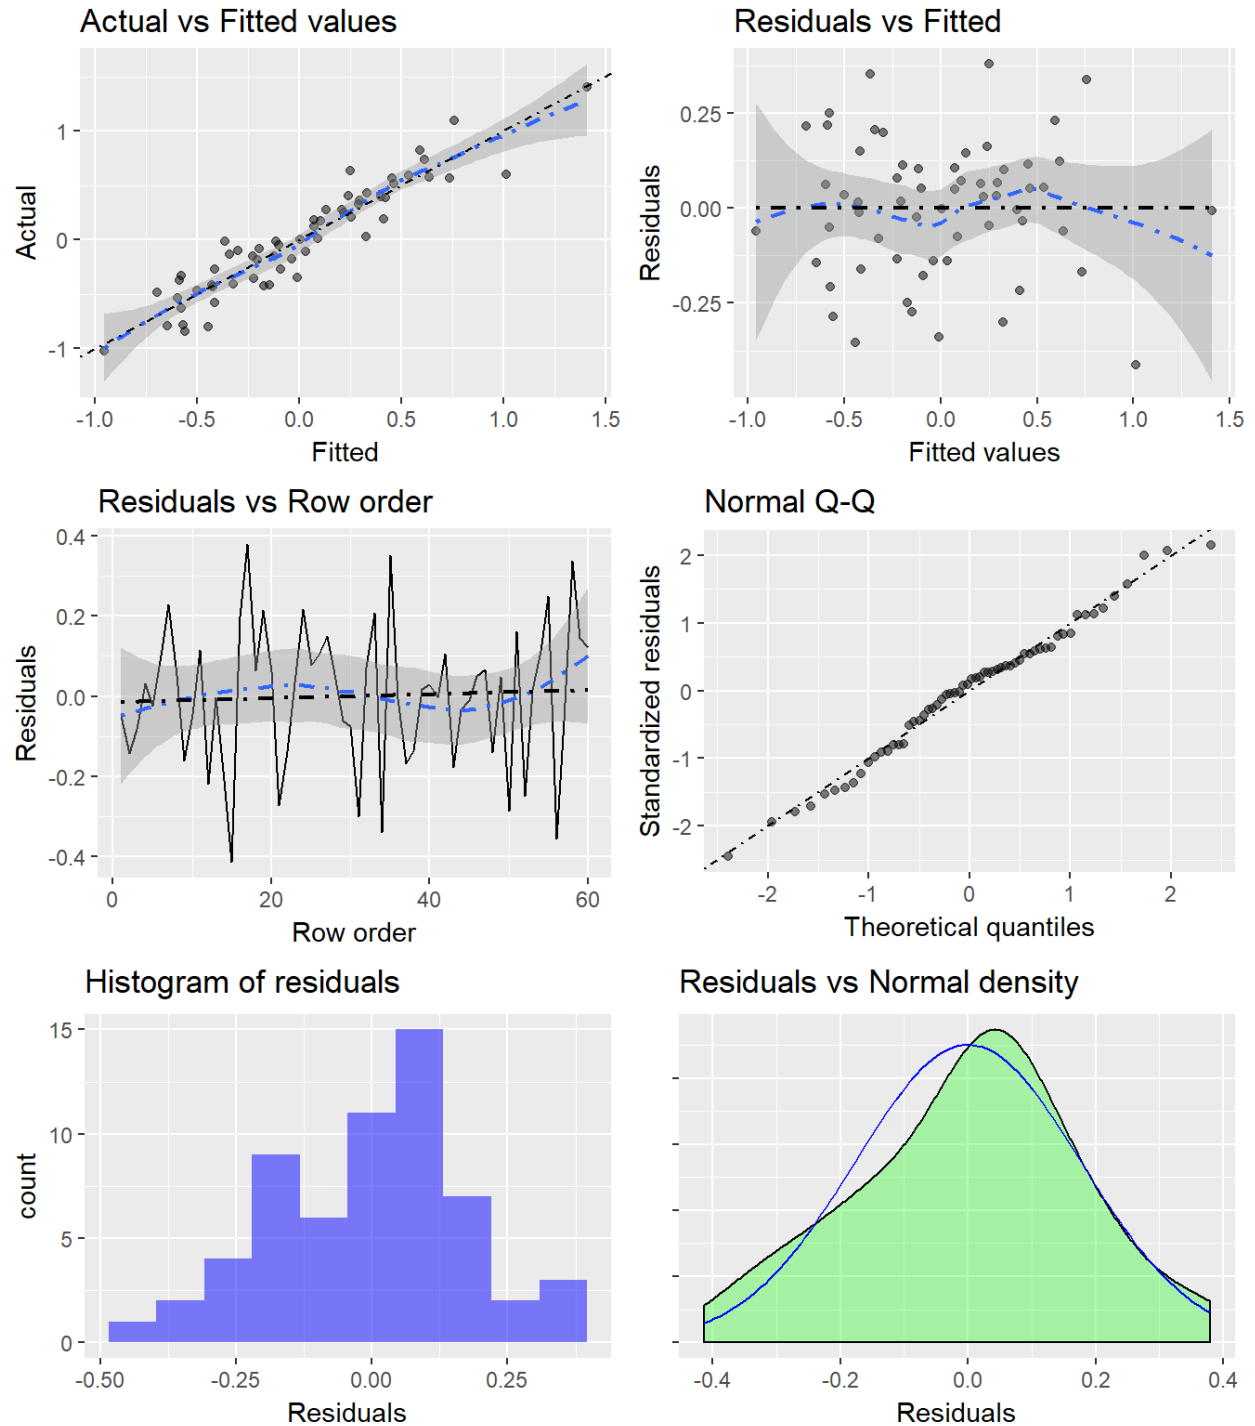 Actual vs Fitted values
Actual
1
0
-1
-1.0 -0.5 0.0 0.5 1.0 1.5
Fitted
Residuals vs Fitted
Residuals
0.25
0.00
-0.25
-1.0 -0.5 0.0 0.5 1.0 1.5
Fitted values
Residuals vs Row order
Residuals
0.4
0.2
0.0
-0.2
-0.4
0 20 40 60
Row order
Normal Q-Q
Standardized residuals
2
1
0
-1
-2
-2 -1 0 1 2
Theoretical quantiles
Histogram of residuals
count
15
10
5
0
-0.50 -0.25 0.00 0.25
Residuals
Residuals vs Normal density
-0.4 -0.2 0.0 0.2 0.4
Residuals